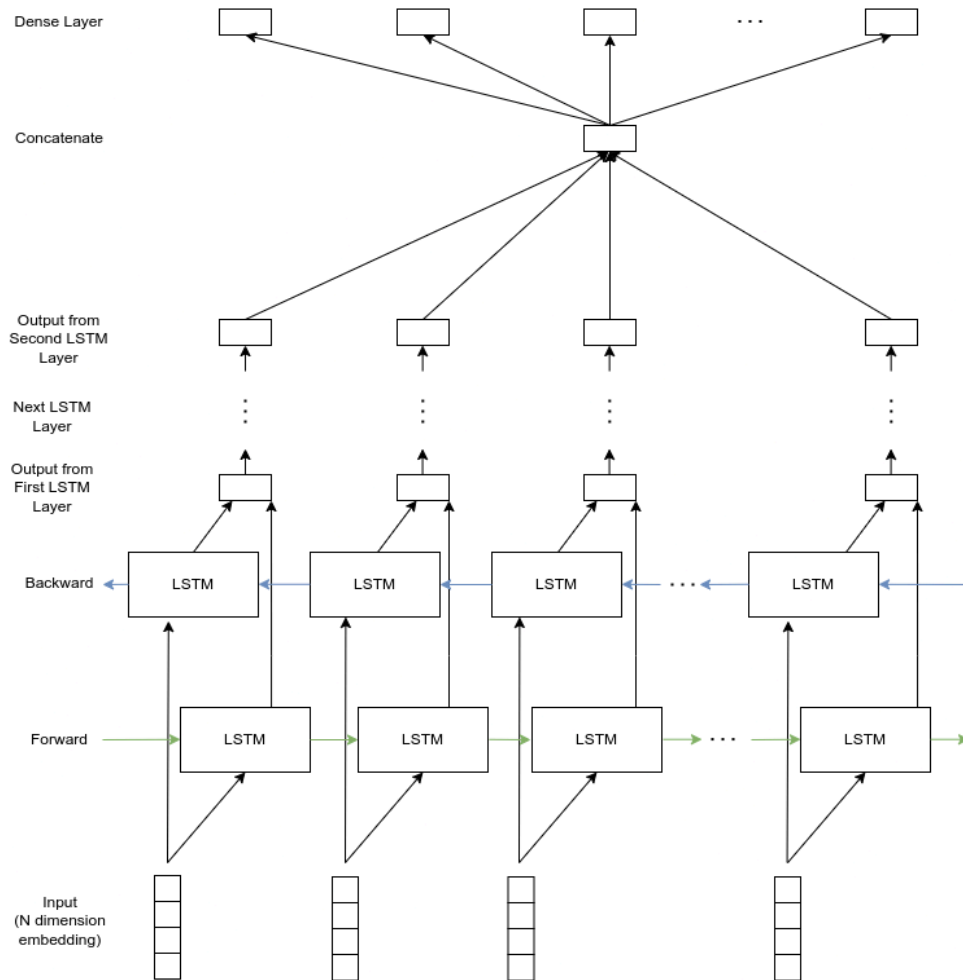 Dense Layer
...
Concatenate
Output from
Second LSTM
Layer
Next LSTM
Layer
Output from
First LSTM
Layer
Backward
LSTM
LSTM
LSTM
...
LSTM
Forward
LSTM
LSTM
LSTM
...
LSTM
Input
(N dimension
embedding)